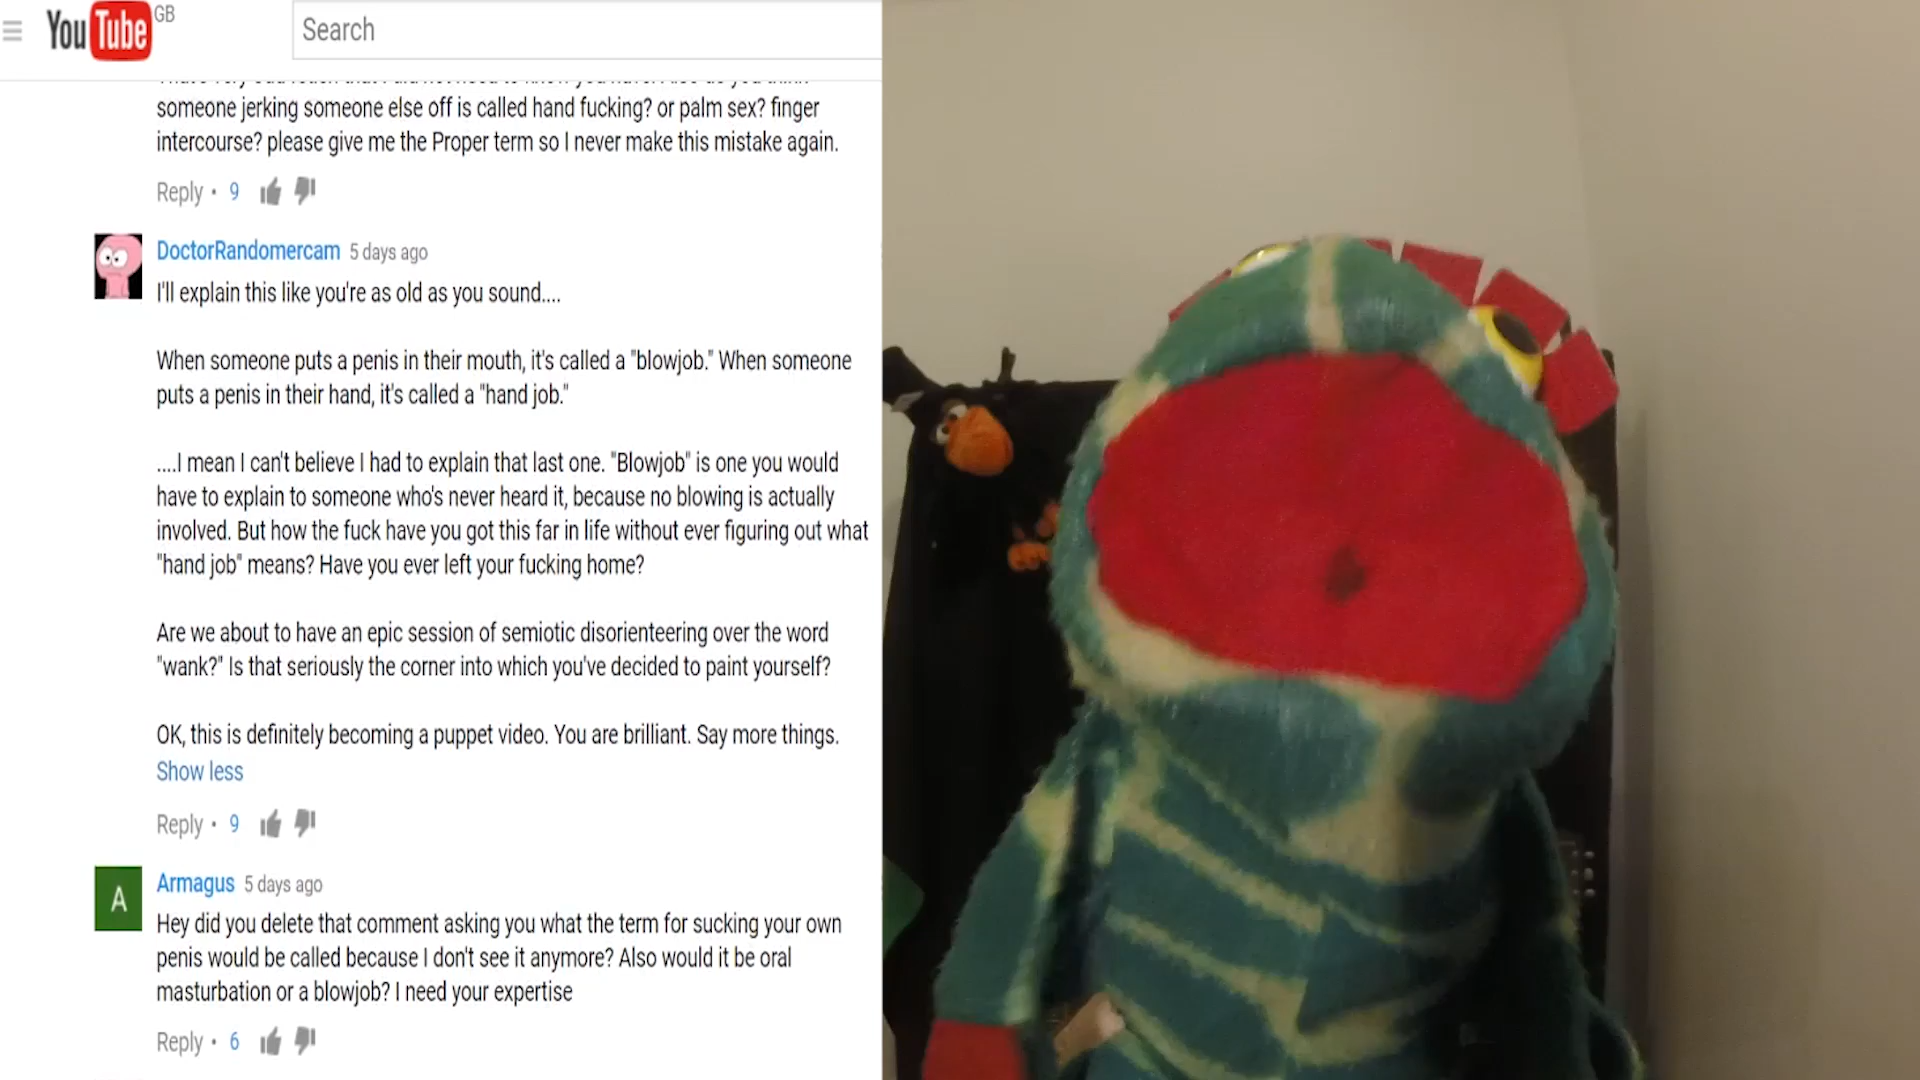 YouTube GB
Search
someone jerking someone else off is called hand fucking? or palm sex? finger
intercourse? please give me the Proper term so I never make this mistake again.
Reply • 9
DoctorRandomercam 5 days ago
I'll explain this like you're as old as you sound....
When someone puts a penis in their mouth, it's called a "blowjob." When someone
puts a penis in their hand, it's called a "hand job."
....I mean I can't believe I had to explain that last one. "Blowjob" is one you would
have to explain to someone who's never heard it, because no blowing is actually
involved. But how the fuck have you got this far in life without ever figuring out what
"hand job" means? Have you ever left your fucking home?
Are we about to have an epic session of semiotic disorienteering over the word
"wank?" Is that seriously the corner into which you've decided to paint yourself?
OK, this is definitely becoming a puppet video. You are brilliant. Say more things.
Show less
Reply • 9
A
Armagus 5 days ago
Hey did you delete that comment asking you what the term for sucking your own
penis would be called because I don't see it anymore? Also would it be oral
masturbation or a blowjob? I need your expertise
Reply • 6